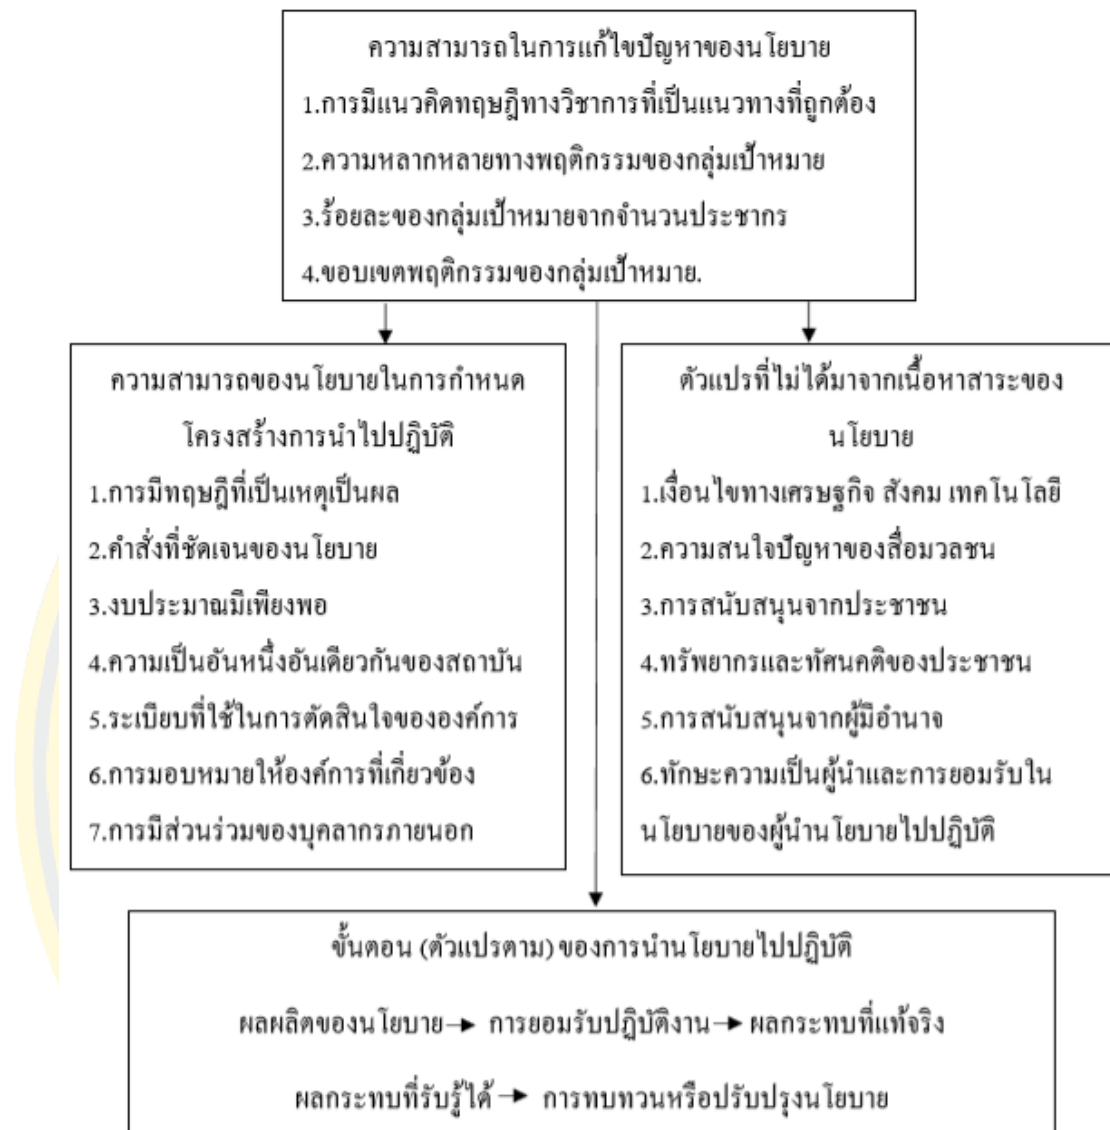 ความสามารถในการแก้ไขปัญหาของนโยบาย
1.การมีแนวคิดทฤษฎีทางวิชาการที่เป็นแนวทางที่ถูกต้อง
2.ความหลากหลายทางพฤติกรรมของกลุ่มเป้าหมาย
3.ร้อยละของกลุ่มเป้าหมายจากจำนวนประชากร
4.ขอบเขตพฤติกรรมของกลุ่มเป้าหมาย.
ความสามารถของนโยบายในการกำหนด
โครงสร้างการนำไปปฏิบัติ
1.การมีทฤษฎีที่เป็นเหตุเป็นผล
2.คำสั่งที่ชัดเจนของนโยบาย
3.งบประมาณมีเพียงพอ
4.ความเป็นอันหนึ่งอันเดียวกันของสถาบัน
5.ระเบียบที่ใช้ในการตัดสินใจขององค์การ
6.การมอบหมายให้องค์การที่เกี่ยวข้อง
7.การมีส่วนร่วมของบุคลากรภายนอก
ตัวแปรที่ไม่ได้มาจากเนื้อหาสาระของ
นโยบาย
1.เงื่อนไขทางเศรษฐกิจ สังคม เทคโนโลยี
2.ความสนใจปัญหาของสื่อมวลชน
3.การสนับสนุนจากประชาชน
4.ทรัพยากรและทัศนคติของประชาชน
5.การสนับสนุนจากผู้มีอำนาจ
6.ทักษะความเป็นผู้นำและการยอมรับใน
นโยบายของผู้นำนโยบายไปปฏิบัติ
ขั้นตอน (ตัวแปรตาม) ของการนำนโยบายไปปฏิบัติ
ผลผลิตของนโยบาย → การยอมรับปฏิบัติงาน → ผลกระทบที่แท้จริง
ผลกระทบที่รับรู้ได้ → การทบทวนหรือปรับปรุงนโยบาย